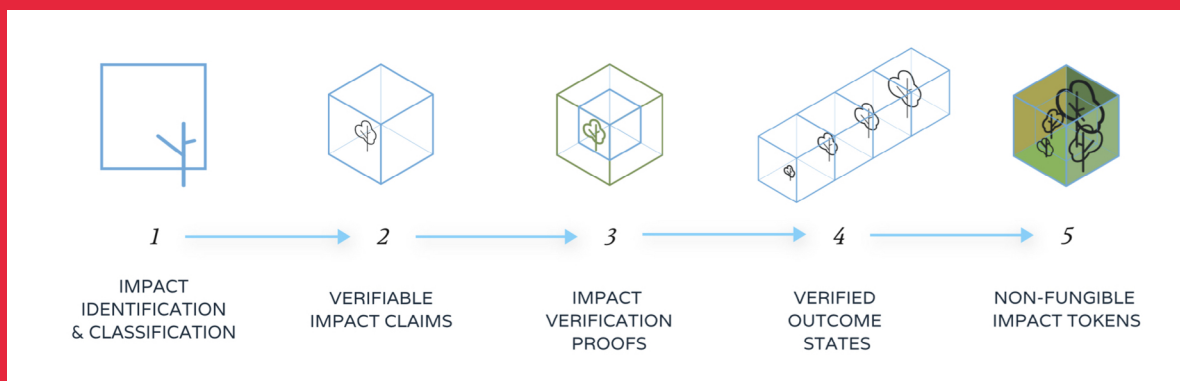 1
2
3
4
5
IMPACT
IDENTIFICATION
& CLASSIFICATION
VERIFIABLE
IMPACT CLAIMS
IMPACT
VERIFICATION
PROOFS
VERIFIED
OUTCOME
STATES
NON-FUNGIBLE
IMPACT TOKENS